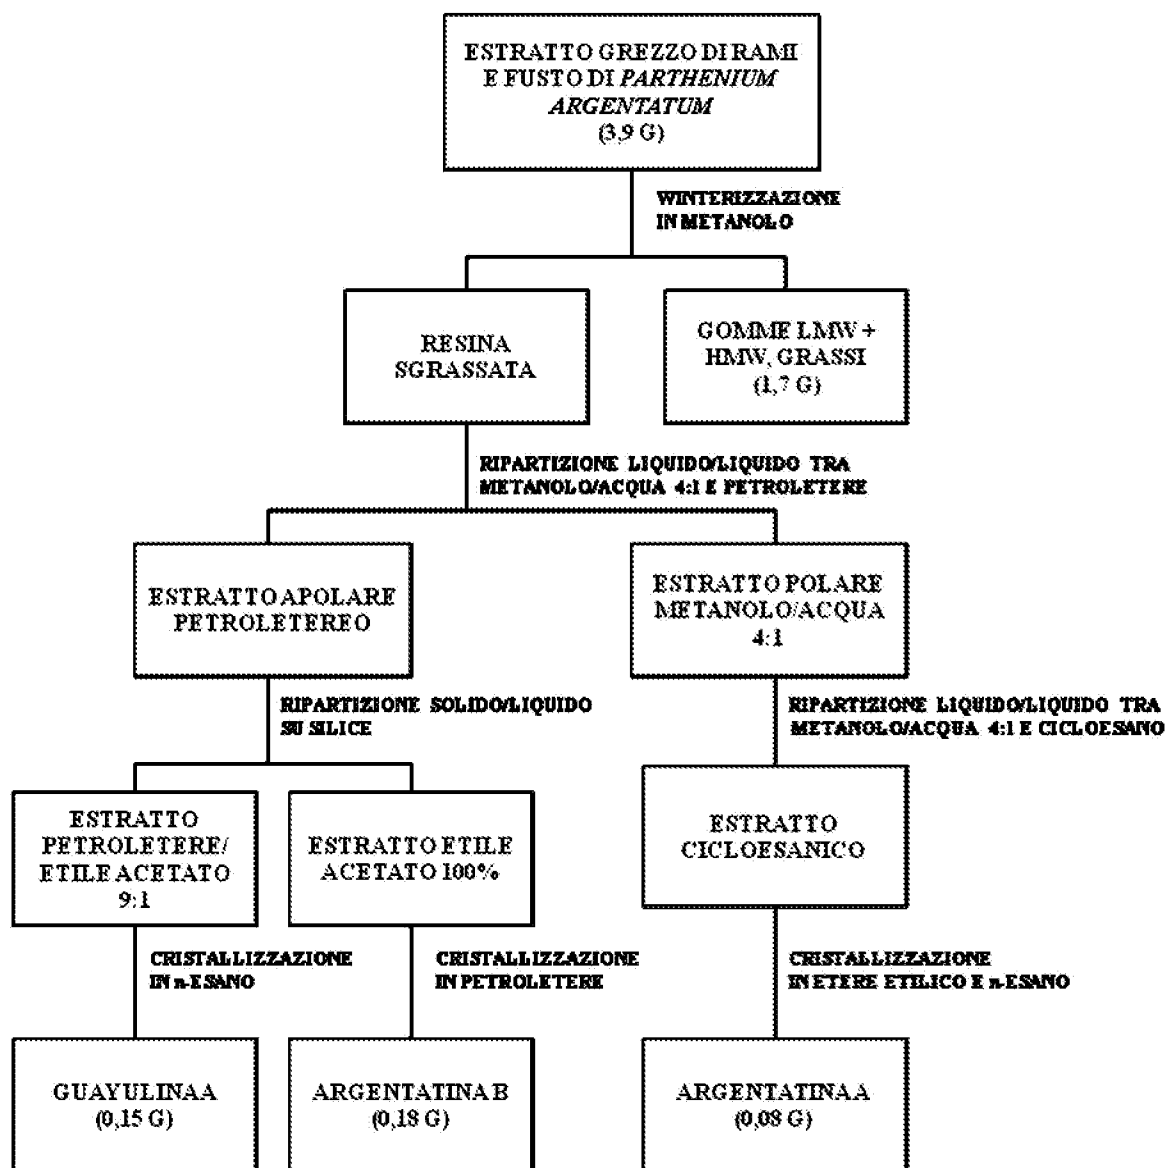 ESTRATTO GREZZO DI RAMI
E FUSTO DI PARTHENIUM
ARGENTATUM
(3,9 G)
WINTERIZZAZIONE
IN METANOLO
RESINA
SGRASSATA
GOMME LMW +
HMW, GRASSI
(1,7 G)
RIPARTIZIONE LIQUIDO/LIQUIDO TRA
METANOLO/ACQUA 4:1 E PETROLETERE
ESTRATTO APOLARE
PETROLETEREO
ESTRATTO POLARE
METANOLO/ACQUA
4:1
RIPARTIZIONE SOLIDO/LIQUIDO
SU SILICE
RIPARTIZIONE LIQUIDO/LIQUIDO TRA
METANOLO/ACQUA 4:1 E CICLOESANO
ESTRATTO
PETROLETERE/
ETILE ACETATO
9:1
ESTRATTO ETILE
ACETATO 100%
ESTRATTO
CICLOESANICO
CRISTALLIZZAZIONE
IN n-ESANO
CRISTALLIZZAZIONE
IN PETROLETERE
CRISTALLIZZAZIONE
IN ETERE ETILICO E n-ESANO
GUAYULINA A
(0,15 G)
ARGENTATINA B
(0,18 G)
ARGENTATINA A
(0,08 G)